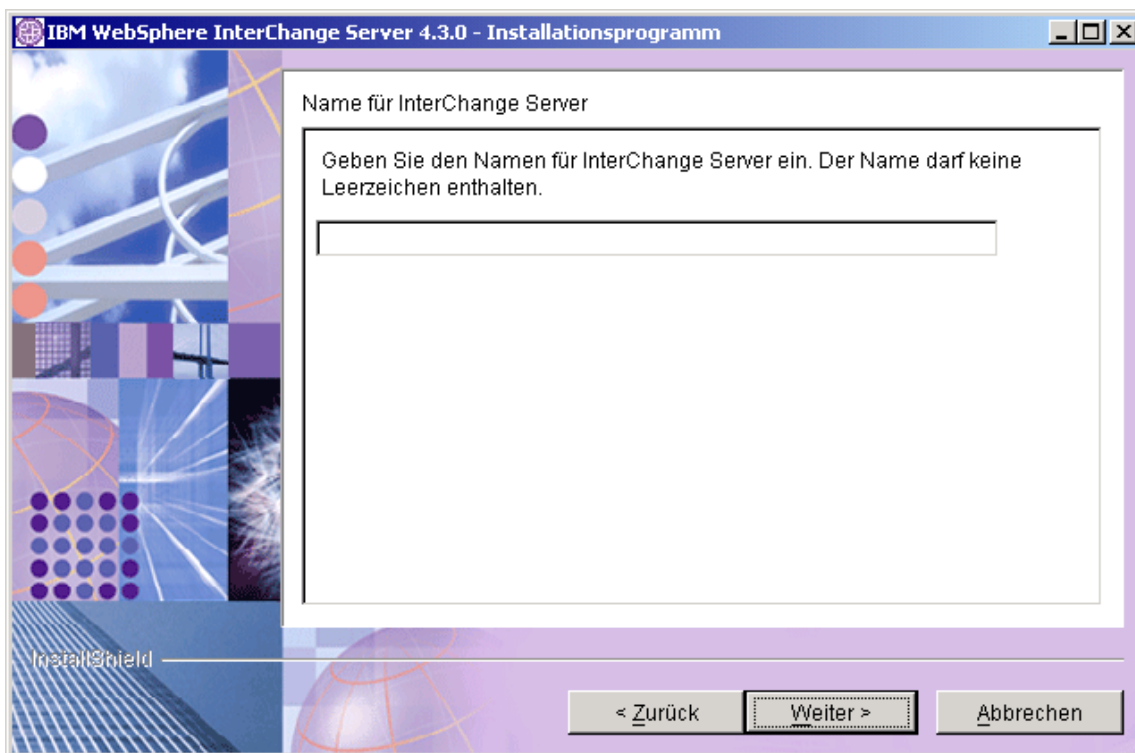 IBM WebSphere InterChange Server 4.3.0 - Installationsprogramm
Name für InterChange Server
Geben Sie den Namen für InterChange Server ein. Der Name darf keine
Leerzeichen enthalten.
InstallShield
< Zurück
Weiter >
Abbrechen